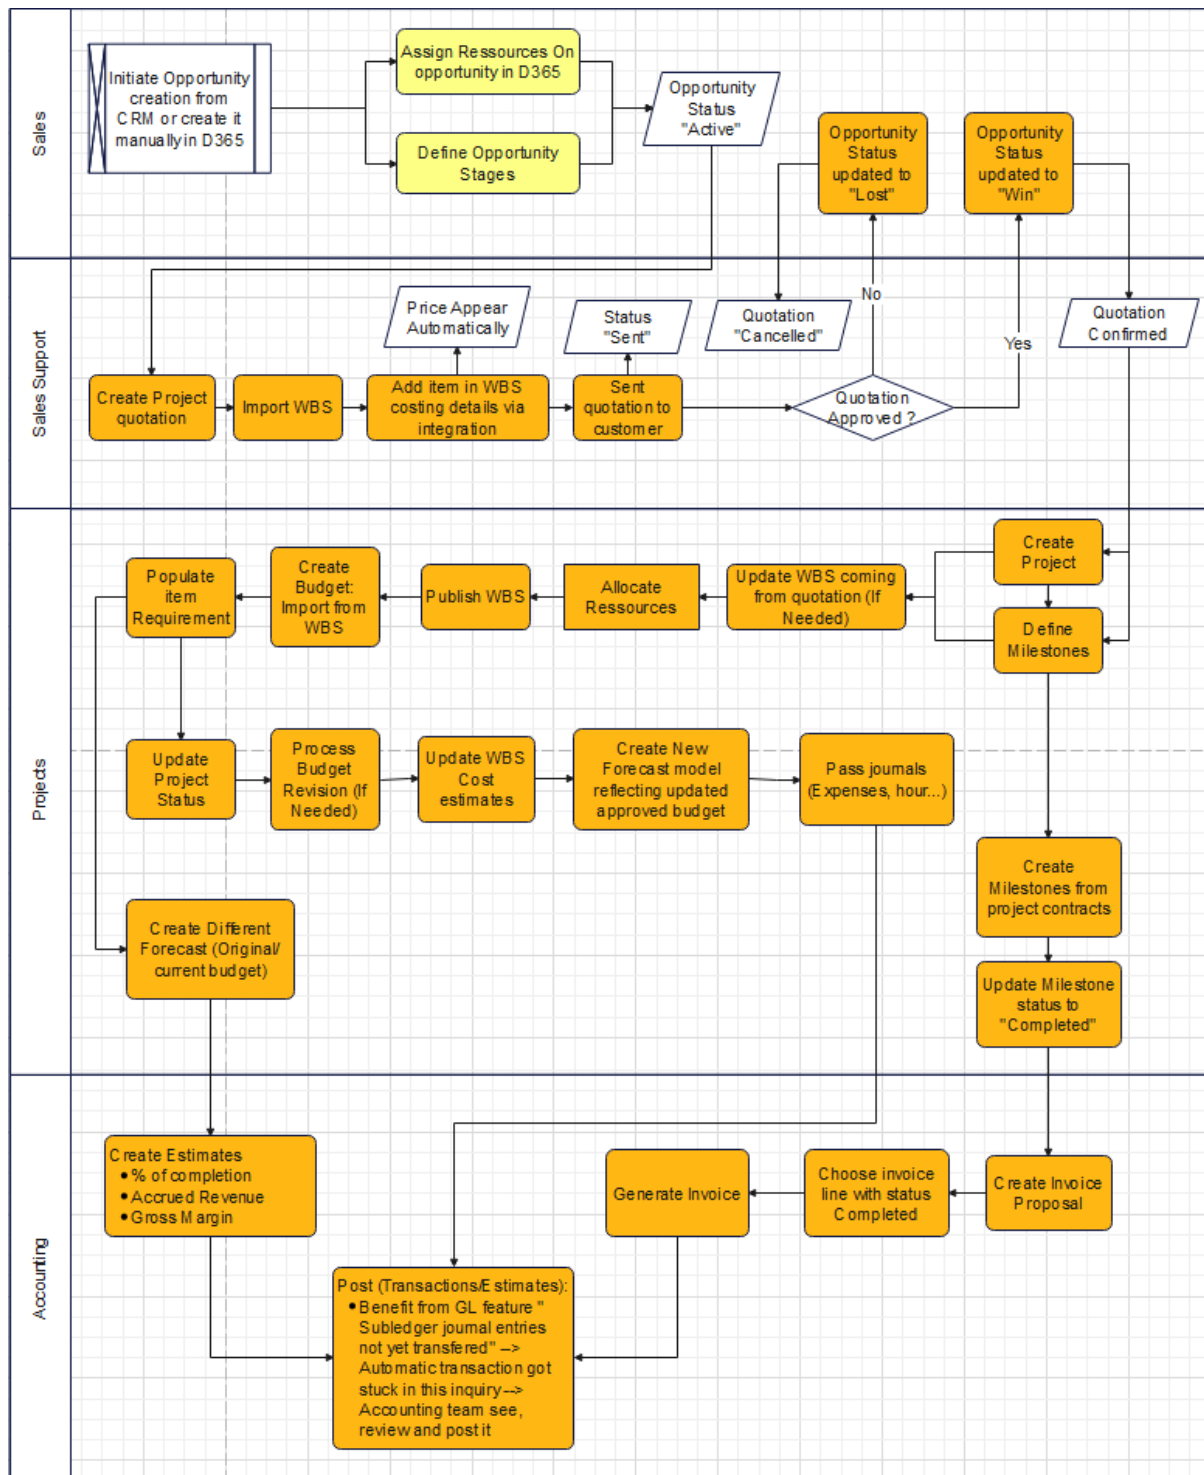 Sales
Initiate Opportunity
creation from
CRM or create it
manually in D365
Assign Ressources On
opportunity in D365
Define Opportunity
Stages
Opportunity
Status
"Active"
Opportunity
Status
updated to
"Lost"
Opportunity
Status
updated to
"Win"
Sales Support
Price Appear
Automatically
Status
"Sent"
Quotation
"Cancelled"
No
Yes
Quotation
Confirmed
Create Project
quotation
Import WBS
Add item in WBS
costing details via
integration
Sent
quotation to
customer
Quotation
Approved ?
Projects
Create
Project
Define
Milestones
Update WBS coming
from quotation (If
Needed)
Allocate
Ressources
Publish WBS
Create
Budget:
Import from
WBS
Populate
item
Requirement
Update
Project
Status
Process
Budget
Revision (If
Needed)
Update WBS
Cost
estimates
Create New
Forecast model
reflecting updated
approved budget
Pass journals
(Expenses, hour...)
Create
Milestones from
project contracts
Create Different
Forecast (Original/
current budget)
Update Milestone
status to
"Completed"
Accounting
Create Estimates
• % of completion
• Accrued Revenue
• Gross Margin
Generate Invoice
Choose invoice
line with status
Completed
Create Invoice
Proposal
Post (Transactions/Estimates):
• Benefit from GL feature "
Subledger journal entries
not yet transfered" -->
Automatic transaction got
stuck in this inquiry-->
Accounting team see,
review and post it